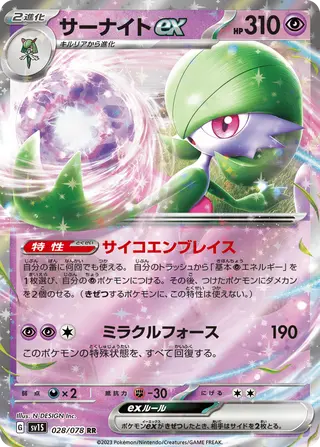 2進化 サーナイトex HP 310
キルリアから進化
特性 サイコエンブレイス
自分の番に何回でも使える。自分のトラッシュから「基本超エネルギー」を
1枚選び、自分の超ポケモンにつける。その後、つけたポケモンにダメカン
を2個のせる。(きぜつするポケモンに、この特性は使えない。)
ミラクルフォース 190
このポケモンの特殊状態を、すべて回復する。
弱点 ×2 抵抗力 -30 にげる
Illus. N-DESIGN Inc.
G sv1S 028/078 RR
exルール
ポケモンexがきぜつしたとき、相手はサイドを2枚とる。
©2023 Pokémon/Nintendo/Creatures/GAME FREAK.